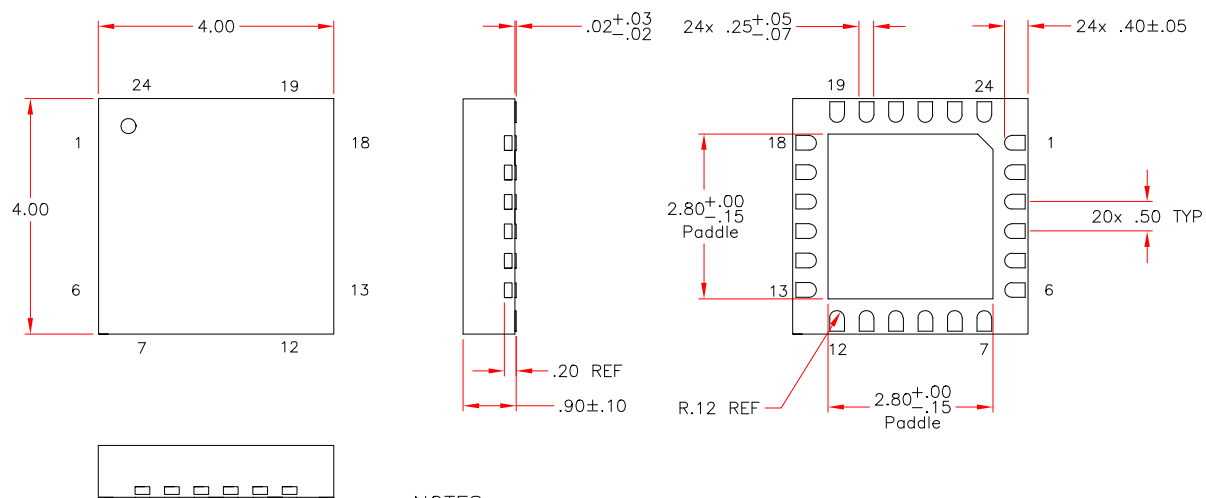 4.00
24 19
1 18
4.00
6 13
7 12
.02+.03
-.02
.20 REF
.90±.10
24x .25+.05
-.07
24x .40±.05
19 24
18 1
2.80+.00
-.15
Paddle
20x .50 TYP
13 6
12 7
R.12 REF
2.80+.00
-.15
Paddle